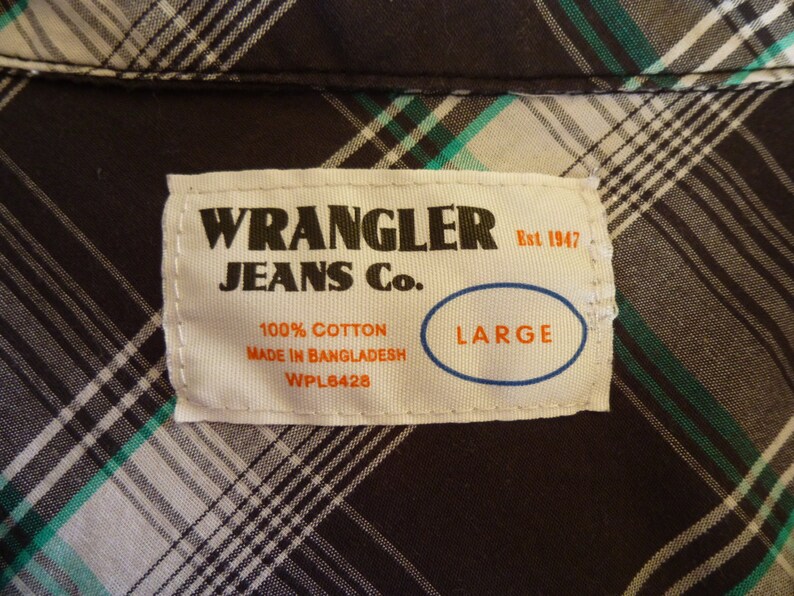 WRANGLER Est 1947
JEANS Co.
100% COTTON
MADE IN BANGLADESH
WPL6428
LARGE